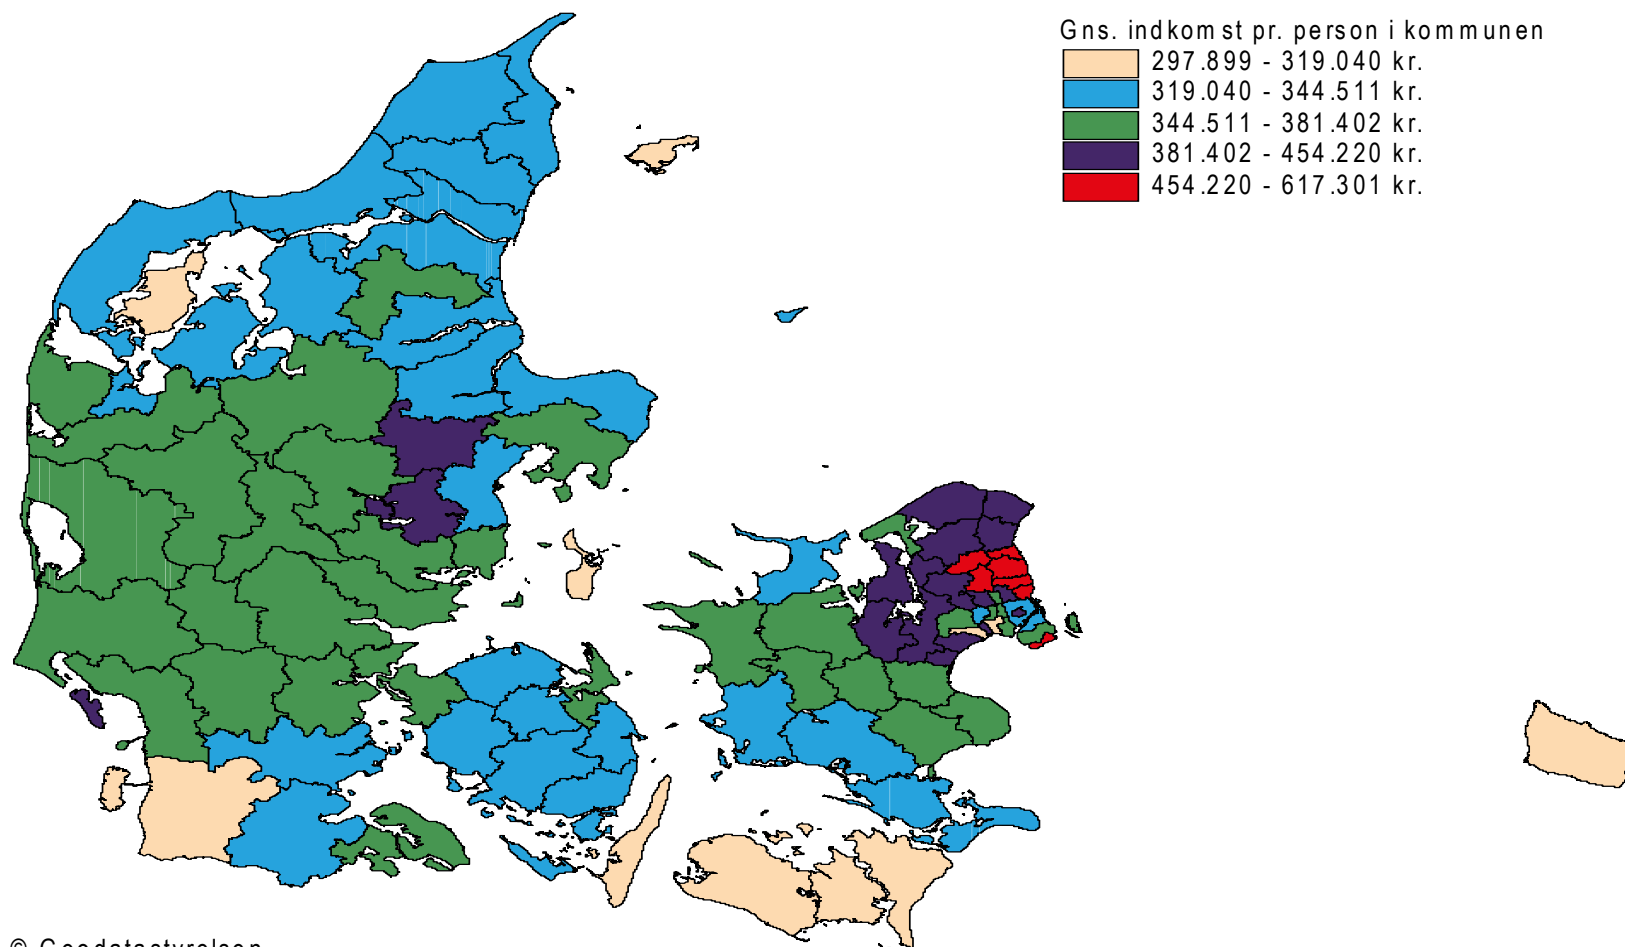 Gns. indkomst pr. person i kommunen
297.899 - 319.040 kr.
319.040 - 344.511 kr.
344.511 - 381.402 kr.
381.402 - 454.220 kr.
454.220 - 617.301 kr.
© Geodatastyrelsen